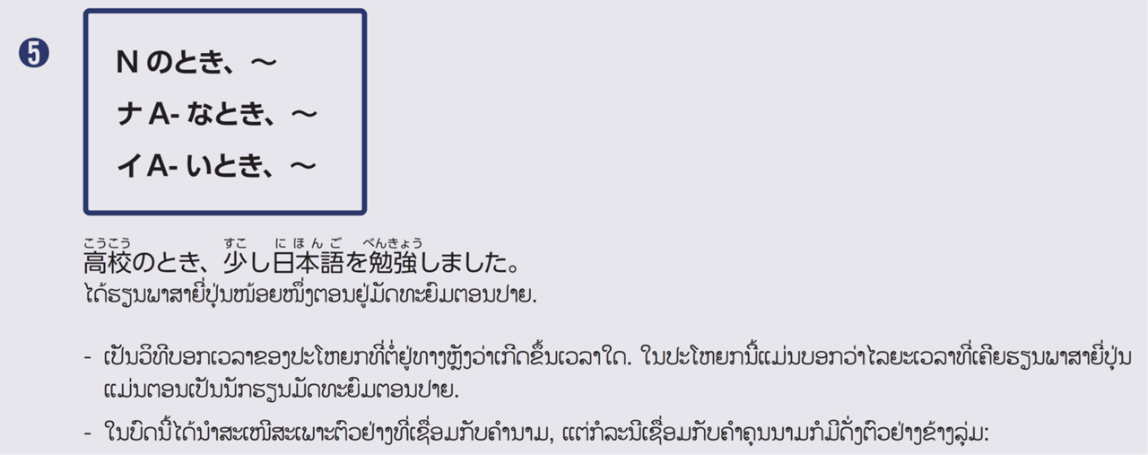 5
N のとき、～
ナ A- なとき、～
イ A- いとき、～
こうこう すこ にほんご べんきょう
高校のとき、少し日本語を勉強しました。
ໄດ້ຮຽນພາສາຍີ່ປຸ່ນໜ້ອຍໜຶ່ງຕອນຢູ່ມັດທະຍົມຕອນປາຍ.
- ເປັນວິທີບອກເວລາຂອງປະໂຫຍກທີ່ຕໍ່ຢູ່ທາງຫຼັງວ່າເກີດຂຶ້ນເວລາໃດ. ໃນປະໂຫຍກນີ້ແມ່ນບອກວ່າໄລຍະເວລາທີ່ເຄີຍຮຽນພາສາຍີ່ປຸ່ນ
ແມ່ນຕອນເປັນນັກຮຽນມັດທະຍົມຕອນປາຍ.
- ໃນບົດນີ້ໄດ້ນຳສະເໜີສະເພາະຕົວຢ່າງທີ່ເຊື່ອມກັບຄຳນາມ, ແຕ່ກໍລະນີເຊື່ອມກັບຄຳຄຸນນາມກໍມີດັ່ງຕົວຢ່າງຂ້າງລຸ່ມ: